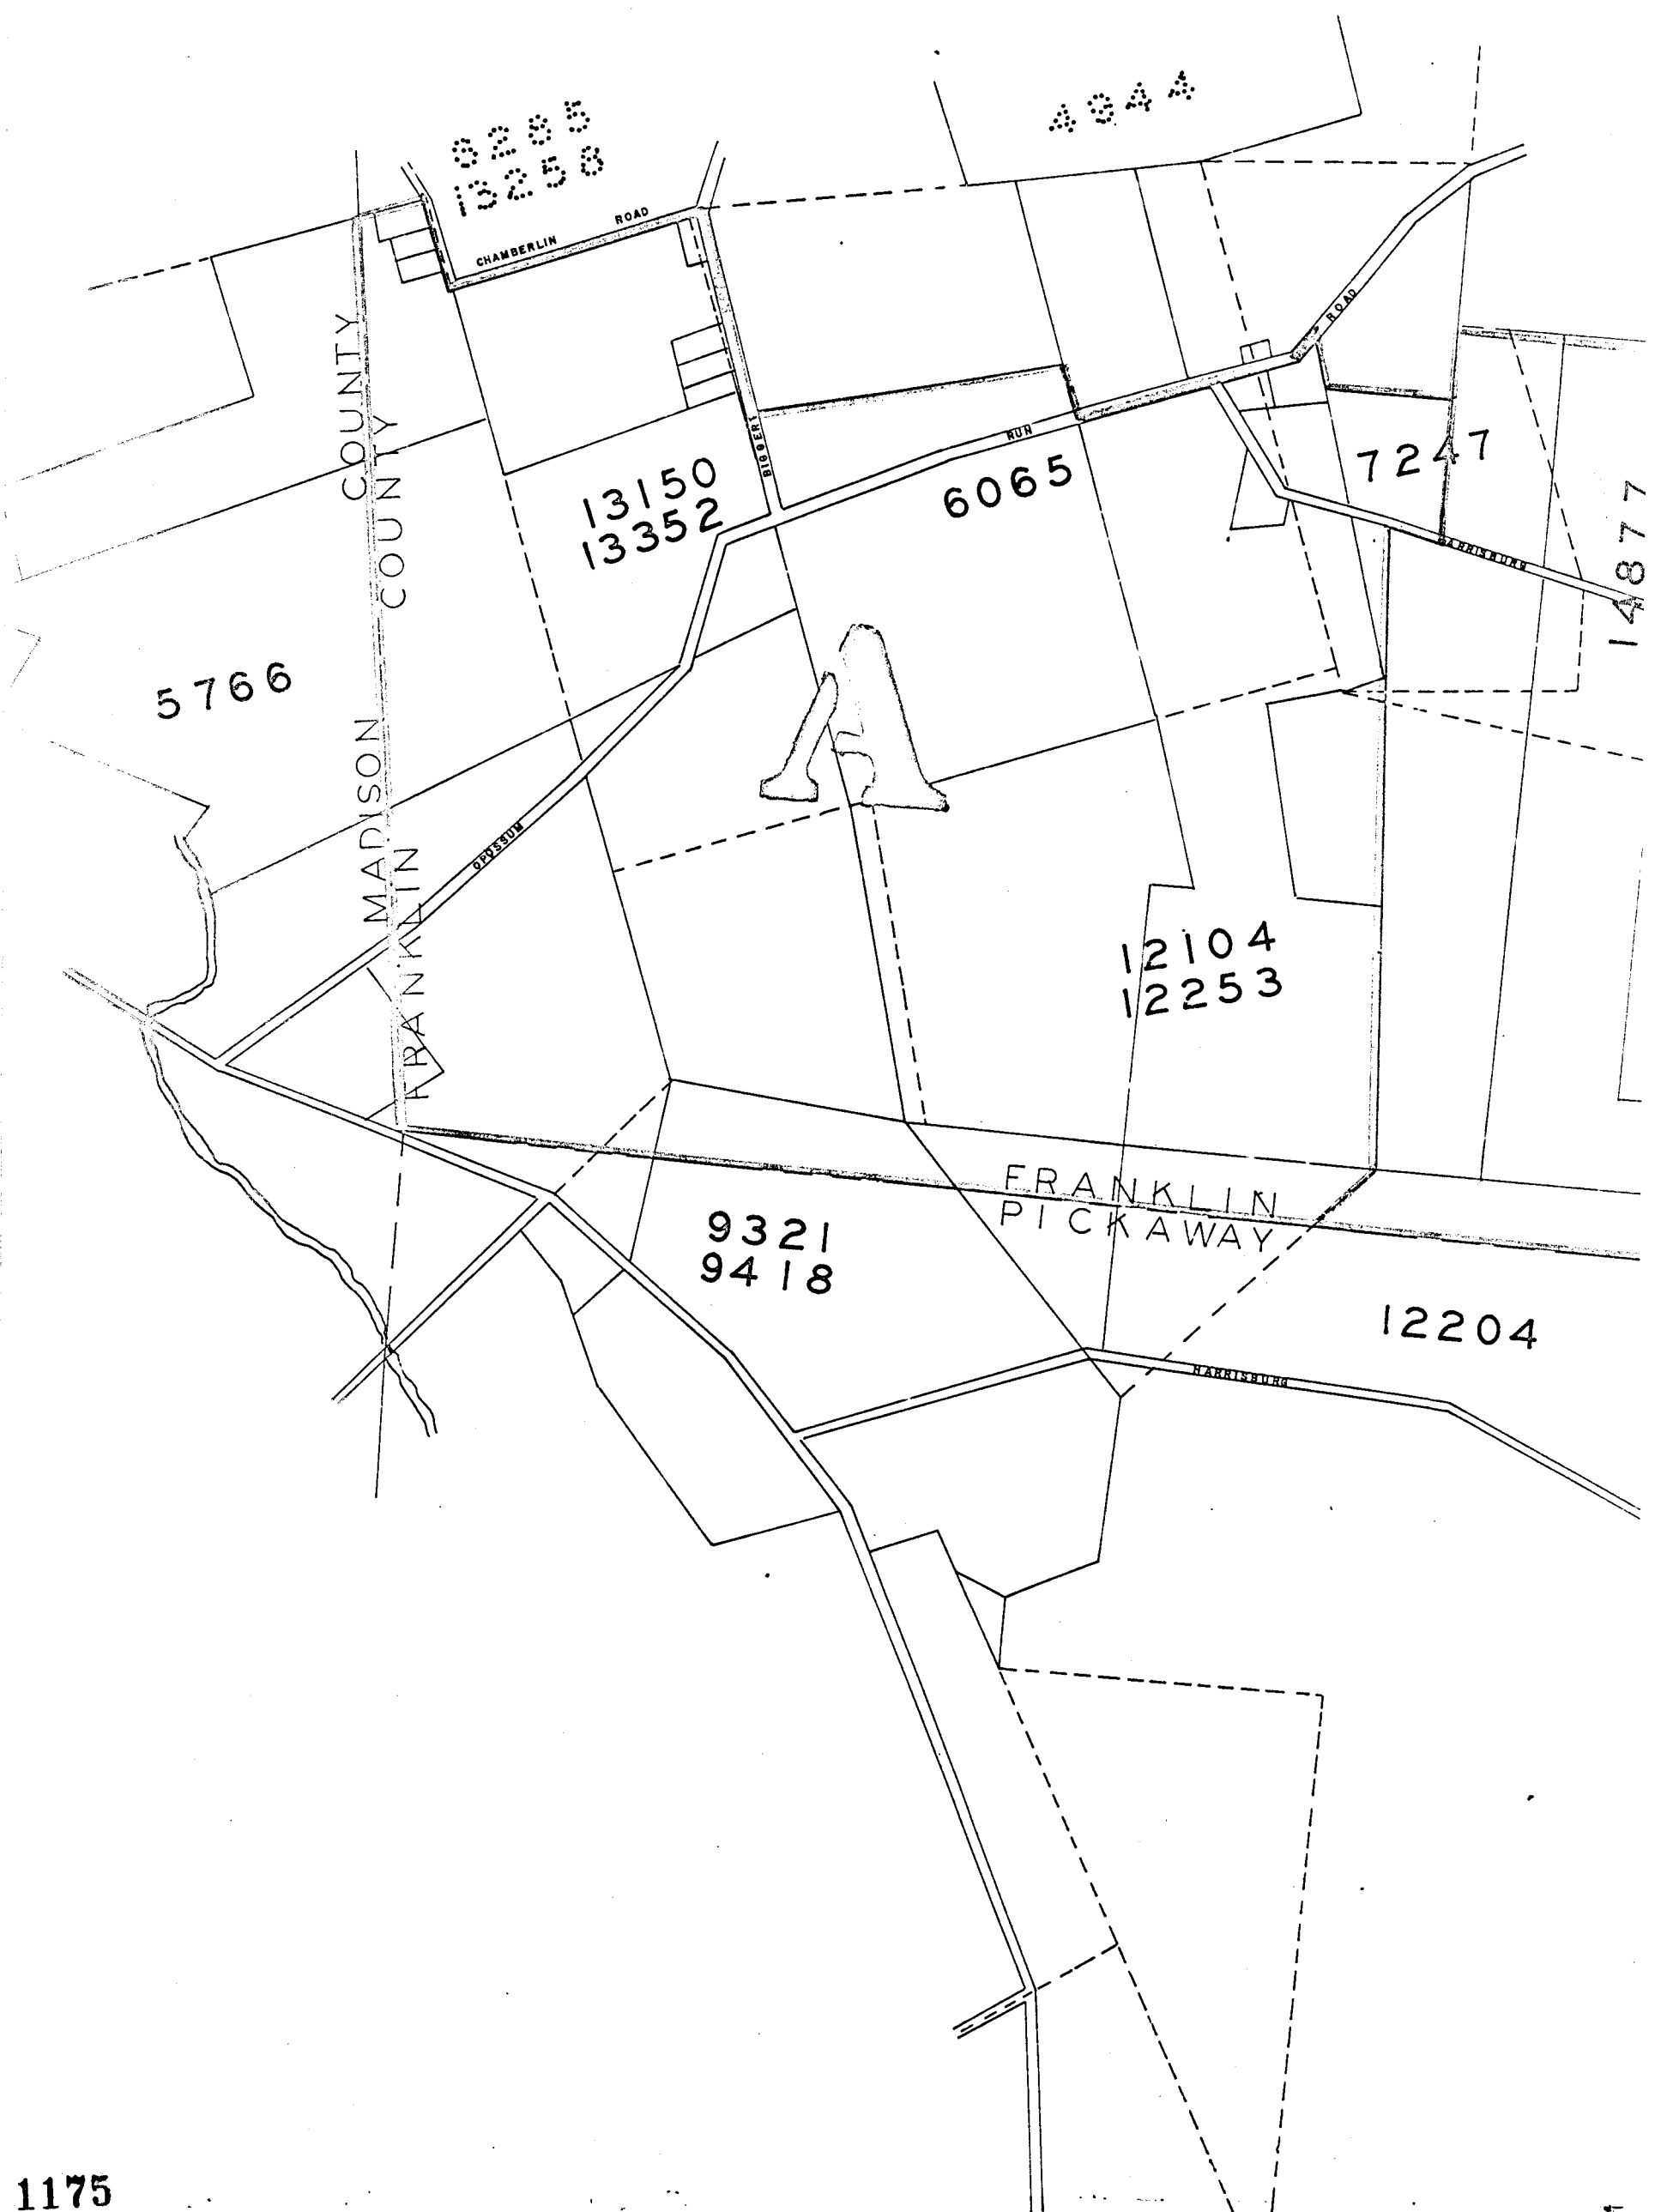 4944
8285
13258
CHAMBERLIN ROAD
ROAD
COUNTY
COUNTY
BIGGERT
RUN
7247
13150
13352
6065
14877
HARRISBURG
5766
MADISON
FRANKLIN
OPOSSUM
A
12104
12253
FRANKLIN
PICKAWAY
9321
9418
12204
HARRISBURG
1175